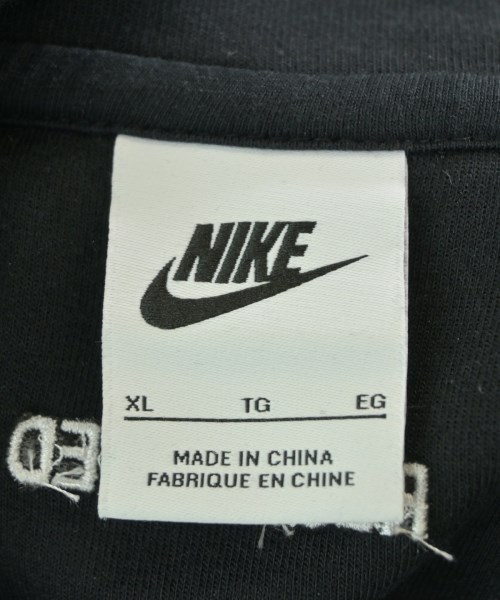 NIKE
XL TG EG
MADE IN CHINA
FABRIQUE EN CHINE